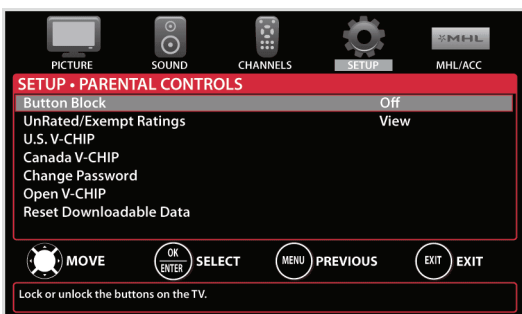 MHL
PICTURE SOUND CHANNELS SETUP MHL/ACC
SETUP • PARENTAL CONTROLS
Button Block Off
UnRated/Exempt Ratings View
U.S. V-CHIP
Canada V-CHIP
Change Password
Open V-CHIP
Reset Downloadable Data
MOVE OK ENTER SELECT MENU PREVIOUS EXIT EXIT
Lock or unlock the buttons on the TV.